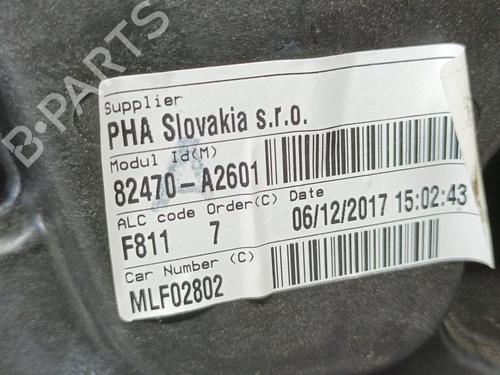 B-PARTS
Supplier
PHA Slovakia s.r.o.
Modul Id(M)
82470-A2601
ALC code Order(C) Date
F811 7 06/12/2017 15:02:43
Car Number (C)
MLF02802